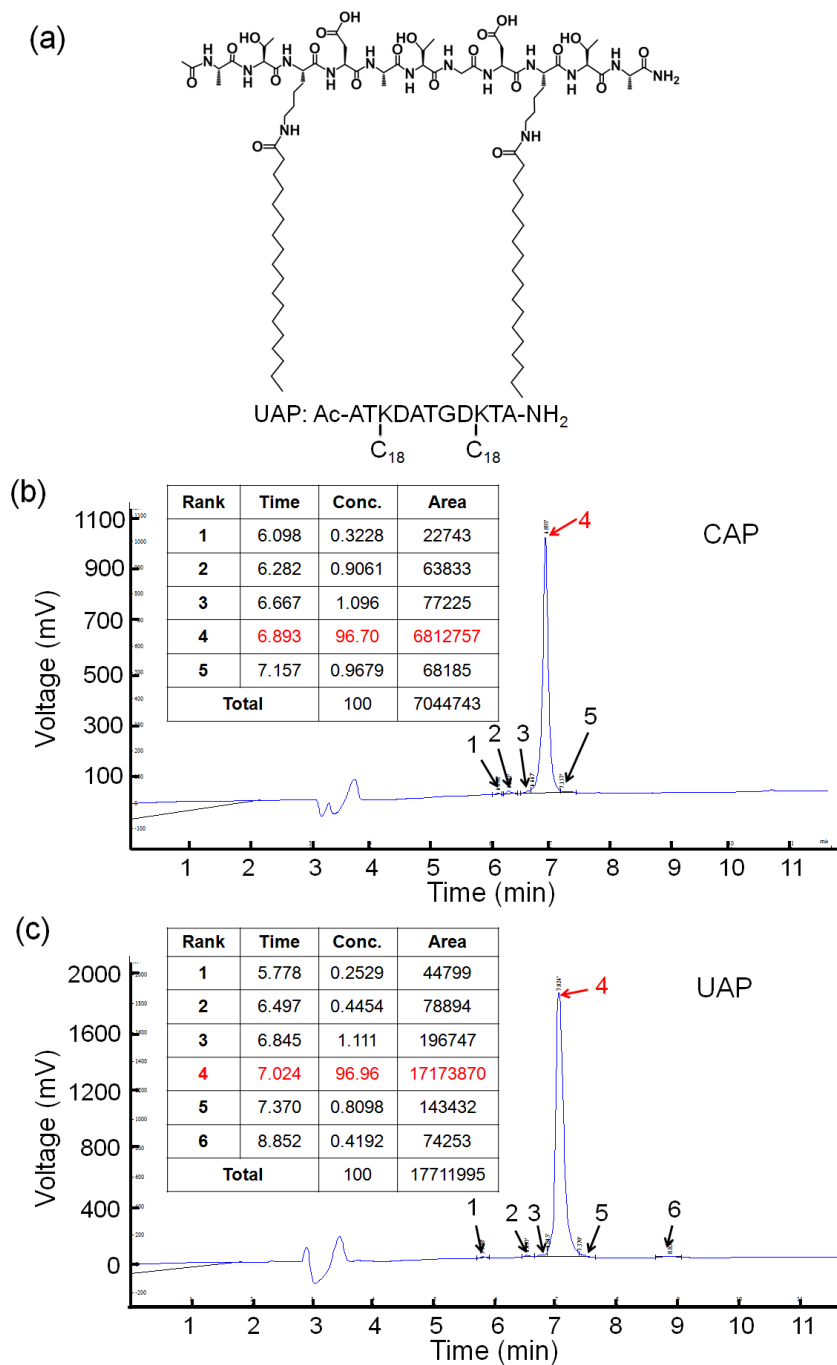 (a)
UAP: Ac-ATKDATGDKTA-NH2
C18 C18
(b)
CAP
Rank Time Conc. Area
1 6.098 0.3228 22743
2 6.282 0.9061 63833
3 6.667 1.096 77225
4 6.893 96.70 6812757
5 7.157 0.9679 68185
Total 100 7044743
4
1 2 3 5
Voltage (mV)
1100
900
700
500
300
100
1 2 3 4 5 6 7 8 9 10 11
Time (min)
(c)
UAP
Rank Time Conc. Area
1 5.778 0.2529 44799
2 6.497 0.4454 78894
3 6.845 1.111 196747
4 7.024 96.96 17173870
5 7.370 0.8098 143432
6 8.852 0.4192 74253
Total 100 17711995
4
1 2 3 5 6
Voltage (mV)
2000
1600
1200
800
400
0
1 2 3 4 5 6 7 8 9 10 11
Time (min)